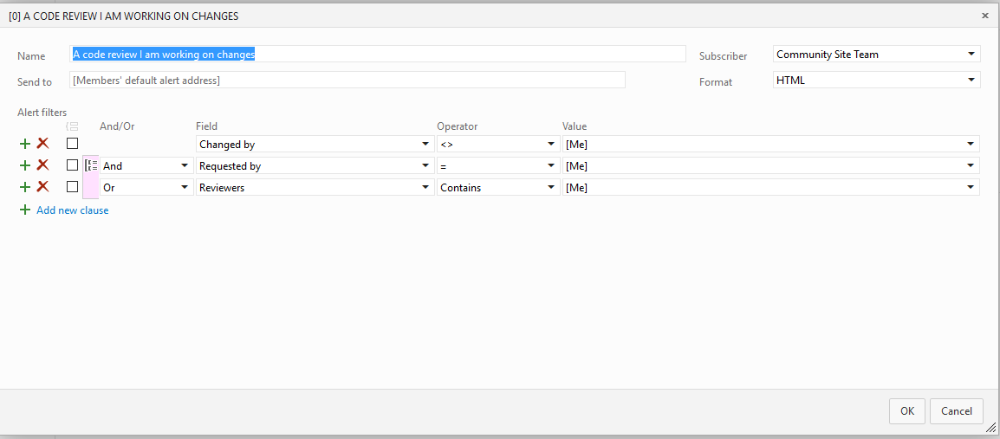 [0] A CODE REVIEW I AM WORKING ON CHANGES
Name A code review I am working on changes Subscriber Community Site Team
Send to [Members' default alert address] Format HTML
Alert filters
And/Or Field Operator Value
Changed by <> [Me]
And Requested by = [Me]
Or Reviewers Contains [Me]
Add new clause
OK Cancel